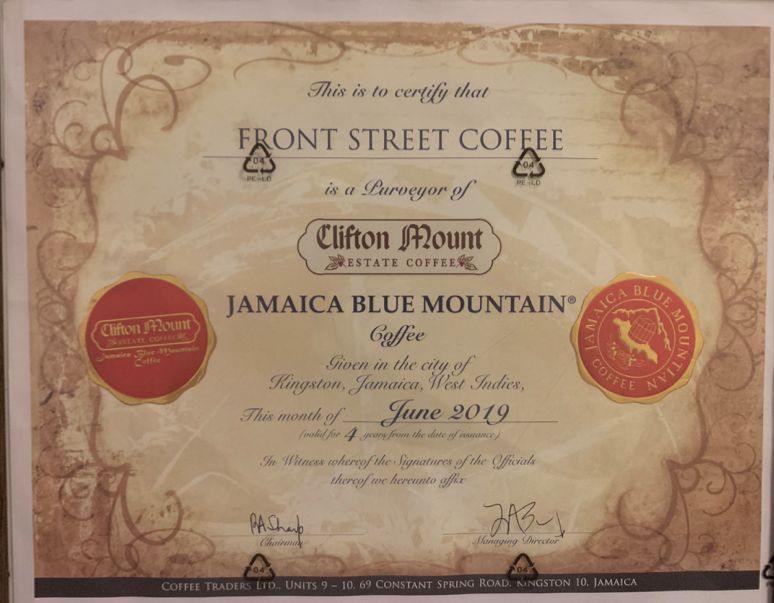 This is to certify that
FRONT STREET COFFEE
04
PE-LD
04
PE-LD
is a Purveyor of
Clifton Mount
ESTATE COFFEE
JAMAICA BLUE MOUNTAIN®
Coffee
Clifton Mount
ESTATE COFFEE
Jamaica Blue Mountain
Coffee
JAMAICA BLUE MOUNTAIN
COFFEE
Given in the city of
Kingston, Jamaica, West Indies,
This month of June 2019
(valid for 4 years from the date of issuance)
In Witness whereof the Signatures of the Officials
thereof we hereunto affix
Chairman
Managing Director
04
04
COFFEE TRADERS LTD., UNITS 9 – 10, 69 CONSTANT SPRING ROAD, KINGSTON 10, JAMAICA